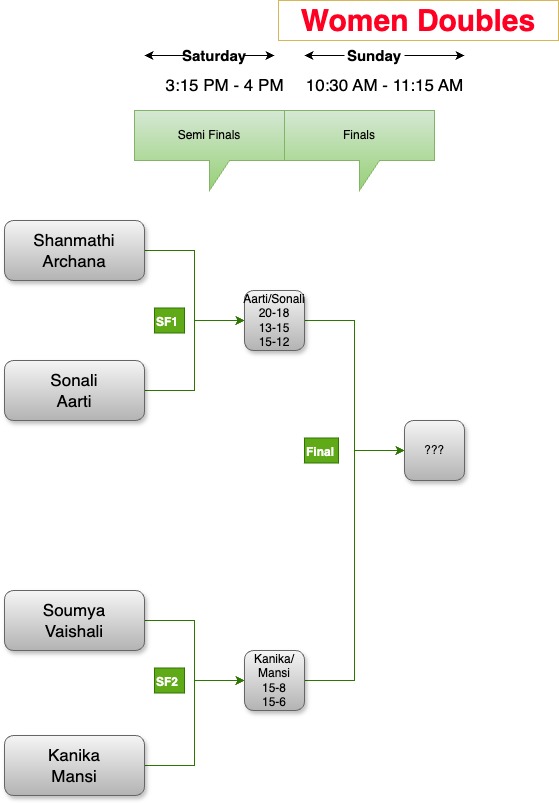 Women Doubles
Saturday
Sunday
3:15 PM - 4 PM
10:30 AM - 11:15 AM
Semi Finals
Finals
Shanmathi
Archana
SF1
Aarti/Sonali
20-18
13-15
15-12
Sonali
Aarti
Final
???
Soumya
Vaishali
SF2
Kanika/
Mansi
15-8
15-6
Kanika
Mansi